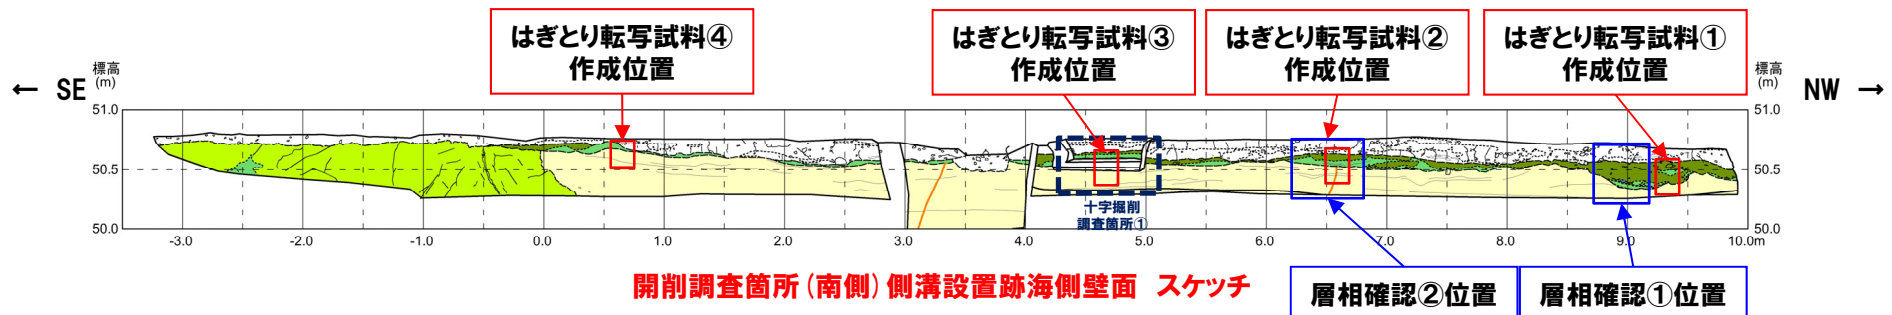 はぎとり転写試料④
作成位置
はぎとり転写試料③
作成位置
はぎとり転写試料②
作成位置
はぎとり転写試料①
作成位置
← SE
標高
(m)
標高
(m)
NW →
51.0
50.5
50.0
51.0
50.5
50.0
十字掘削
調査箇所①
-3.0 -2.0 -1.0 0.0 1.0 2.0 3.0 4.0 5.0 6.0 7.0 8.0 9.0 10.0m
開削調査箇所(南側)側溝設置跡海側壁面 スケッチ
層相確認②位置
層相確認①位置